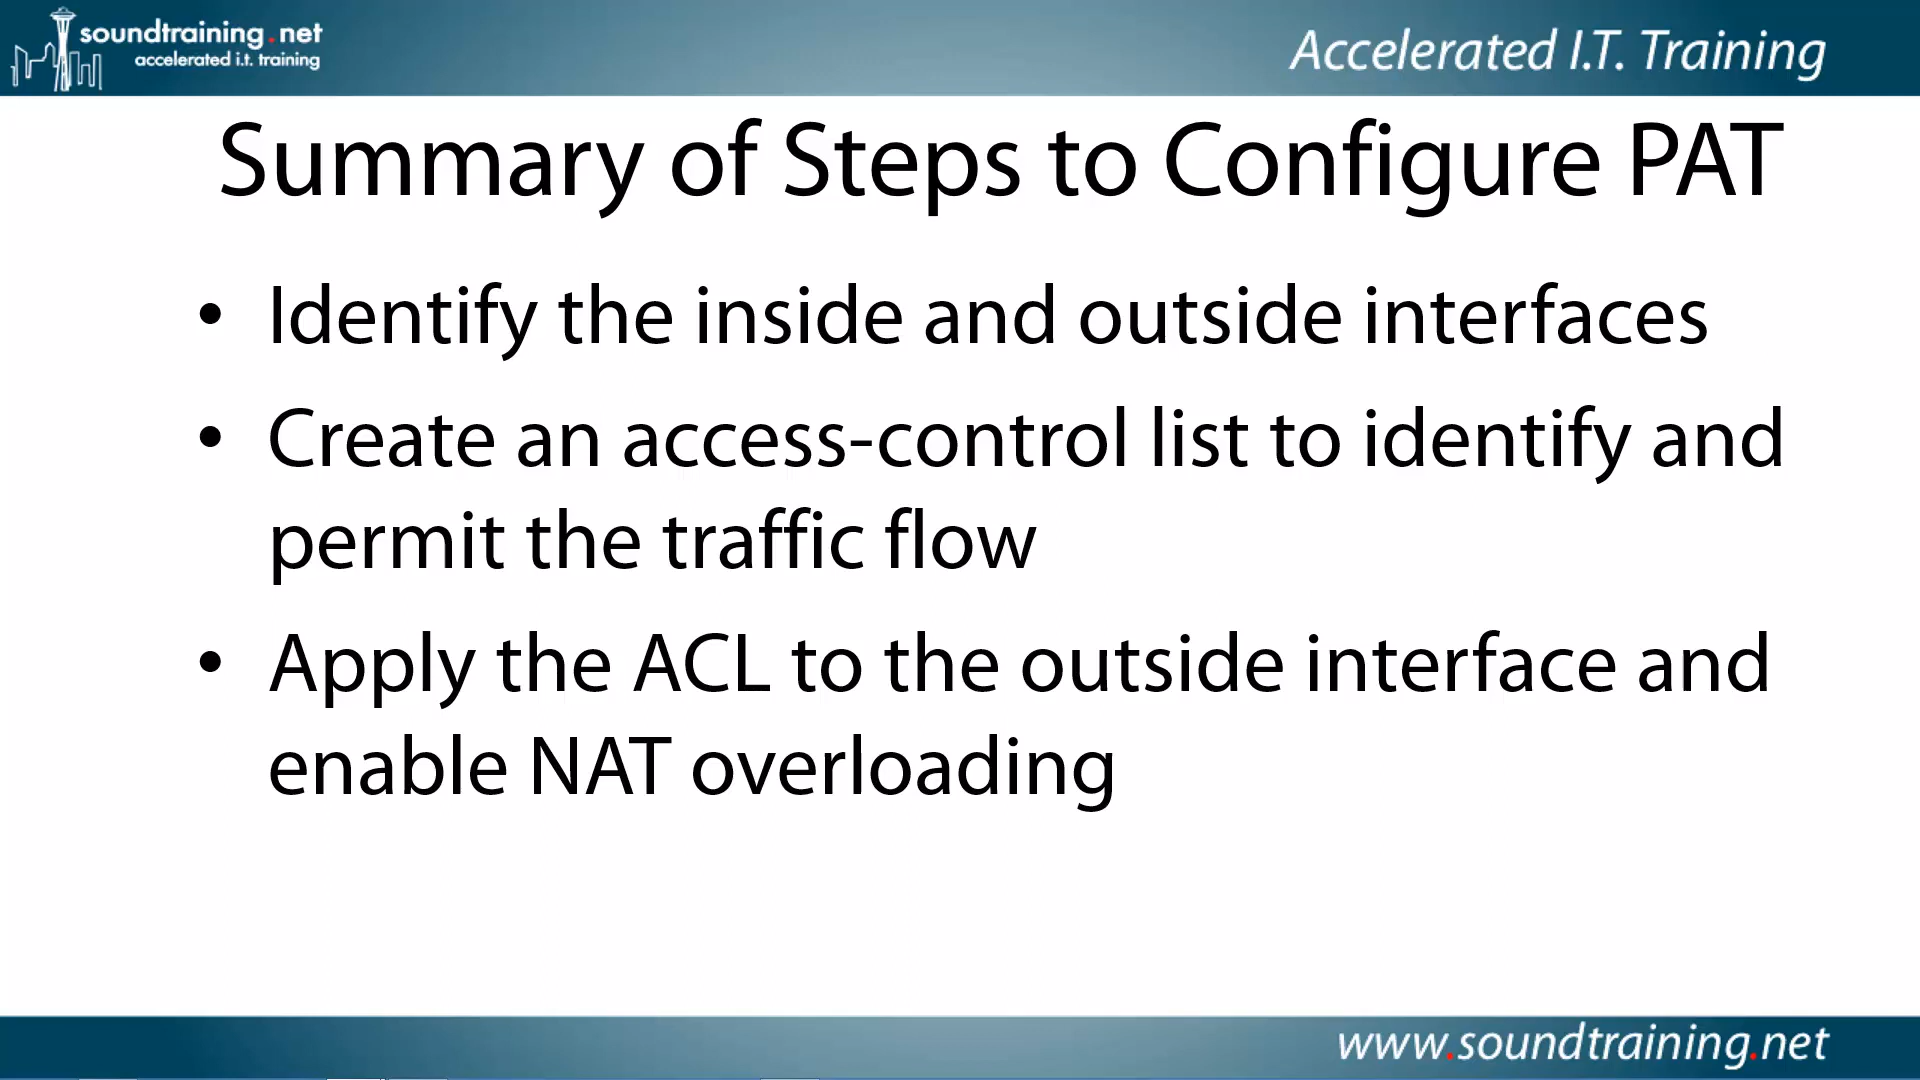 soundtraining.net
accelerated i.t. training
Accelerated I.T. Training
Summary of Steps to Configure PAT
• Identify the inside and outside interfaces
• Create an access-control list to identify and
permit the traffic flow
• Apply the ACL to the outside interface and
enable NAT overloading
www.soundtraining.net